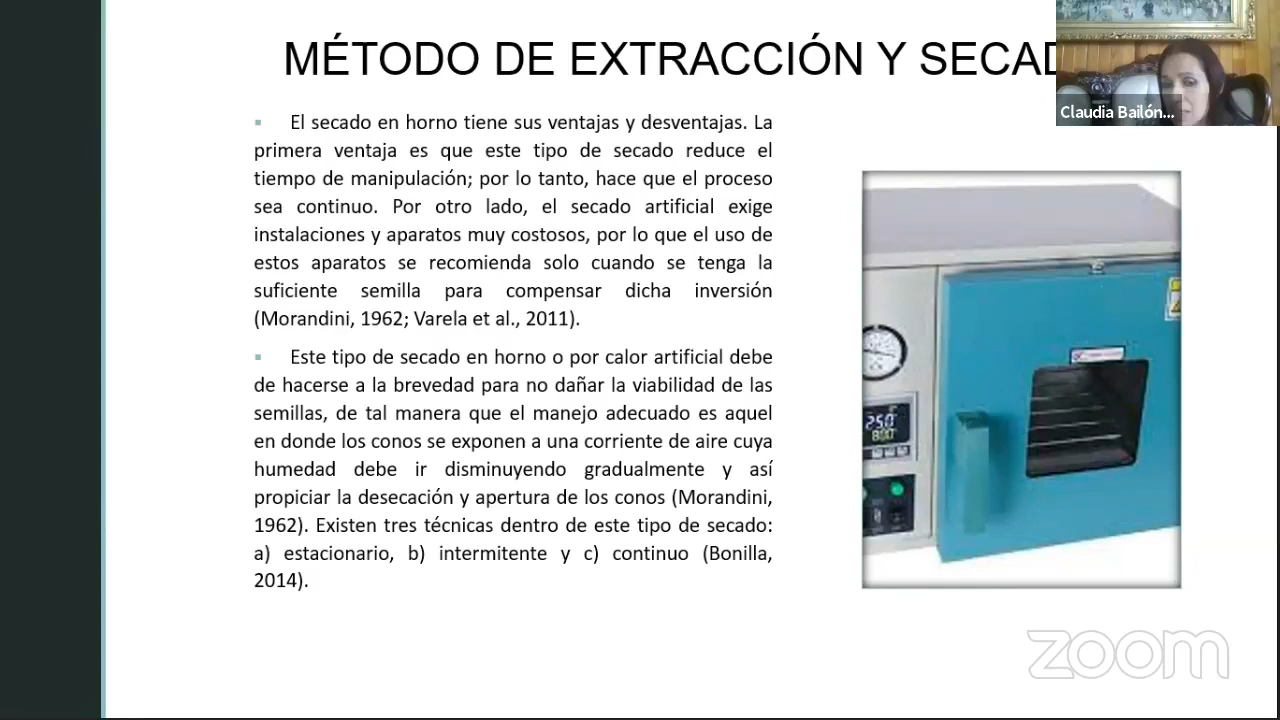 MÉTODO DE EXTRACCIÓN Y SECAD
Claudia Bailón...
El secado en horno tiene sus ventajas y desventajas. La
primera ventaja es que este tipo de secado reduce el
tiempo de manipulación; por lo tanto, hace que el proceso
sea continuo. Por otro lado, el secado artificial exige
instalaciones y aparatos muy costosos, por lo que el uso de
estos aparatos se recomienda solo cuando se tenga la
suficiente semilla para compensar dicha inversión
(Morandini, 1962; Varela et al., 2011).
Este tipo de secado en horno o por calor artificial debe
de hacerse a la brevedad para no dañar la viabilidad de las
semillas, de tal manera que el manejo adecuado es aquel
en donde los conos se exponen a una corriente de aire cuya
humedad debe ir disminuyendo gradualmente y así
propiciar la desecación y apertura de los conos (Morandini,
1962). Existen tres técnicas dentro de este tipo de secado:
a) estacionario, b) intermitente y c) continuo (Bonilla,
2014).
zoom